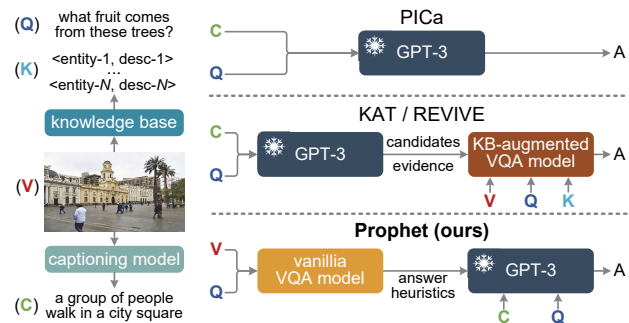 (Q) what fruit comes
from these trees?
(K) <entity-1, desc-1>
...
<entity-N, desc-N>
knowledge base
(V)
captioning model
(C) a group of people
walk in a city square
PICa
C
Q
GPT-3
A
KAT / REVIVE
C
Q
GPT-3
candidates
evidence
KB-augmented
VQA model
A
V Q K
Prophet (ours)
V
Q
vanillia
VQA model
answer
heuristics
GPT-3
A
C Q